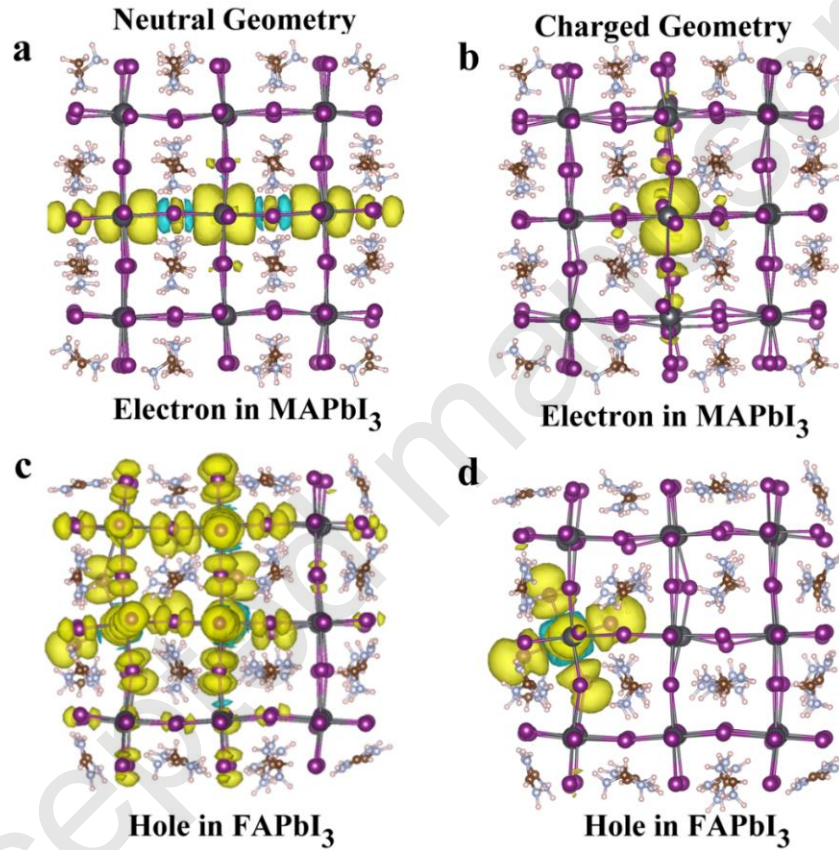 Neutral Geometry
Charged Geometry
a
b
Electron in MAPbI₃
Electron in MAPbI₃
c
d
Hole in FAPbI₃
Hole in FAPbI₃